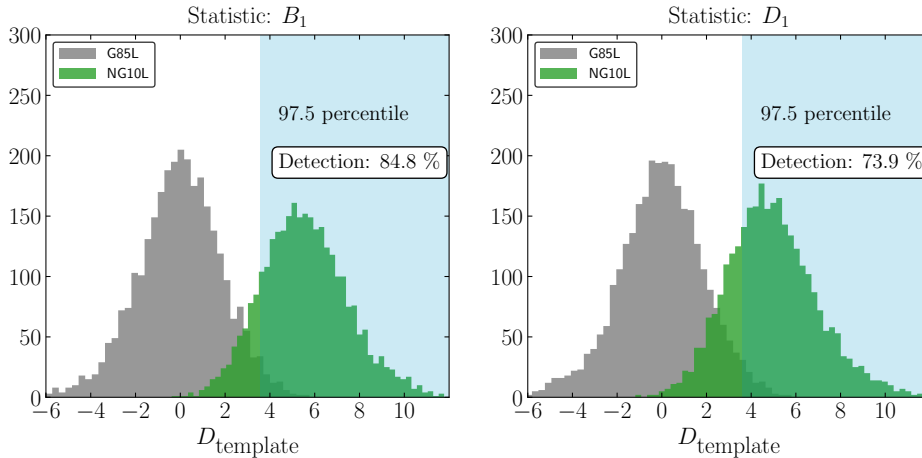 Statistic: B₁
300
250
200
150
100
50
0
G85L
NG10L
97.5 percentile
Detection: 84.8 %
−6 −4 −2 0 2 4 6 8 10
D_template
Statistic: D₁
300
250
200
150
100
50
0
G85L
NG10L
97.5 percentile
Detection: 73.9 %
−6 −4 −2 0 2 4 6 8 10
D_template